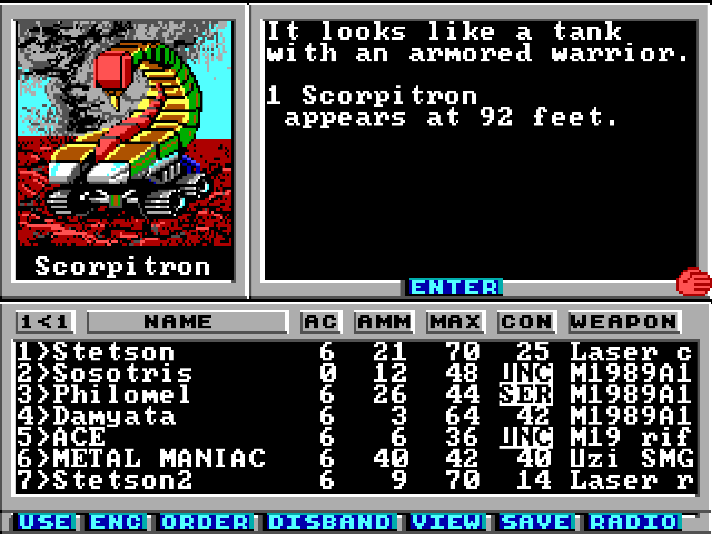 It looks like a tank
with an armored warrior.
1 Scorpitron
appears at 92 feet.
Scorpitron
ENTER
1<1 NAME AC AMM MAX CON WEAPON
1>Stetson 6 21 70 25 Laser c
2>Sosotris 0 12 48 UNC M1989A1
3>Philomel 6 26 44 SER M1989A1
4>Damyata 6 3 64 42 M1989A1
5>ACE 6 6 36 UNC M19 rif
6>METAL MANIAC 6 40 42 40 Uzi SMG
7>Stetson2 6 9 70 14 Laser r
USE ENC ORDER DISBAND VIEW SAVE RADIO